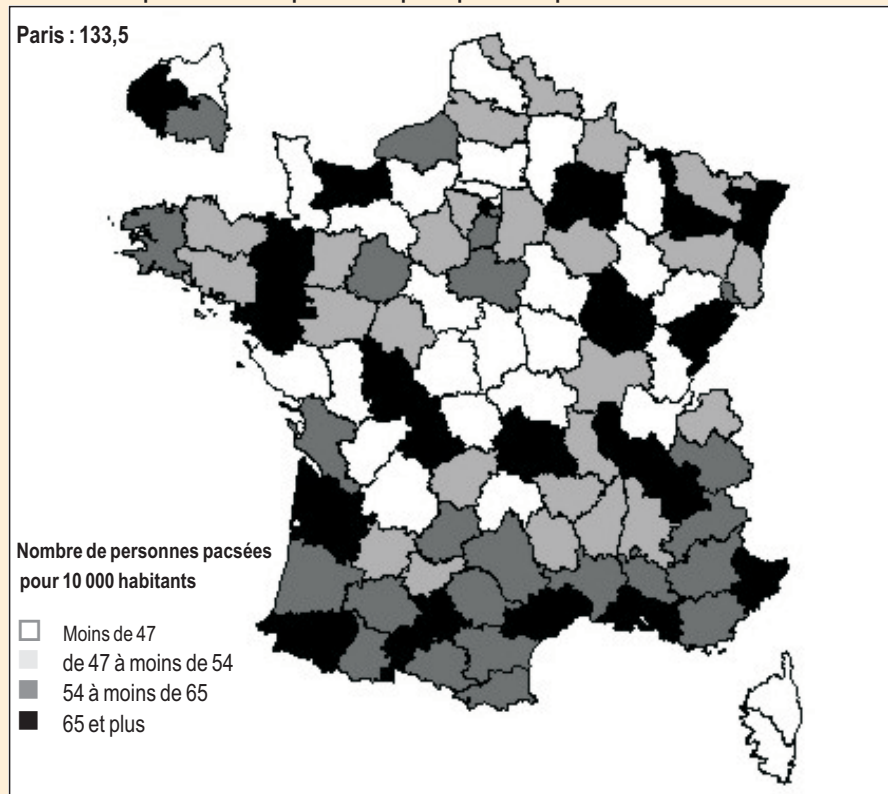 Paris : 133,5
Nombre de personnes pacsées
pour 10 000 habitants
Moins de 47
de 47 à moins de 54
54 à moins de 65
65 et plus